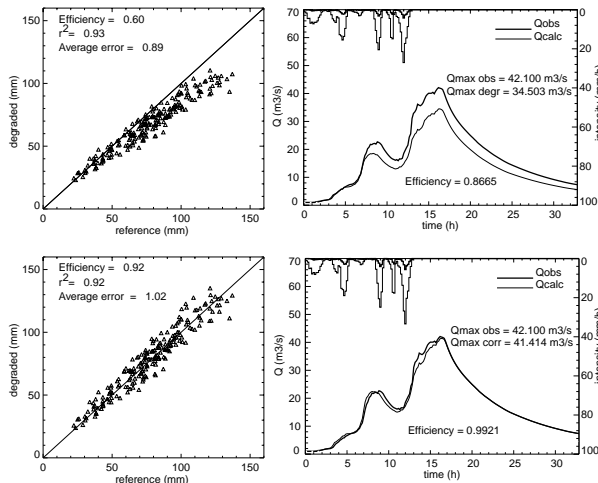 Efficiency = 0.60
r2= 0.93
Average error = 0.89
degraded (mm)
150
100
50
0
0 50 100 150
reference (mm)
70
60
50
40
30
20
10
0
Q (m3/s)
Qobs
Qcalc
Qmax obs = 42.100 m3/s
Qmax degr = 34.503 m3/s
Efficiency = 0.8665
0
20
40
60
80
100
intensity (mm/h)
0 5 10 15 20 25 30
time (h)
Efficiency = 0.92
r2= 0.92
Average error = 1.02
degraded (mm)
150
100
50
0
0 50 100 150
reference (mm)
70
60
50
40
30
20
10
0
Q (m3/s)
Qobs
Qcalc
Qmax obs = 42.100 m3/s
Qmax corr = 41.414 m3/s
Efficiency = 0.9921
0
20
40
60
80
100
intensity (mm/h)
0 5 10 15 20 25 30
time (h)